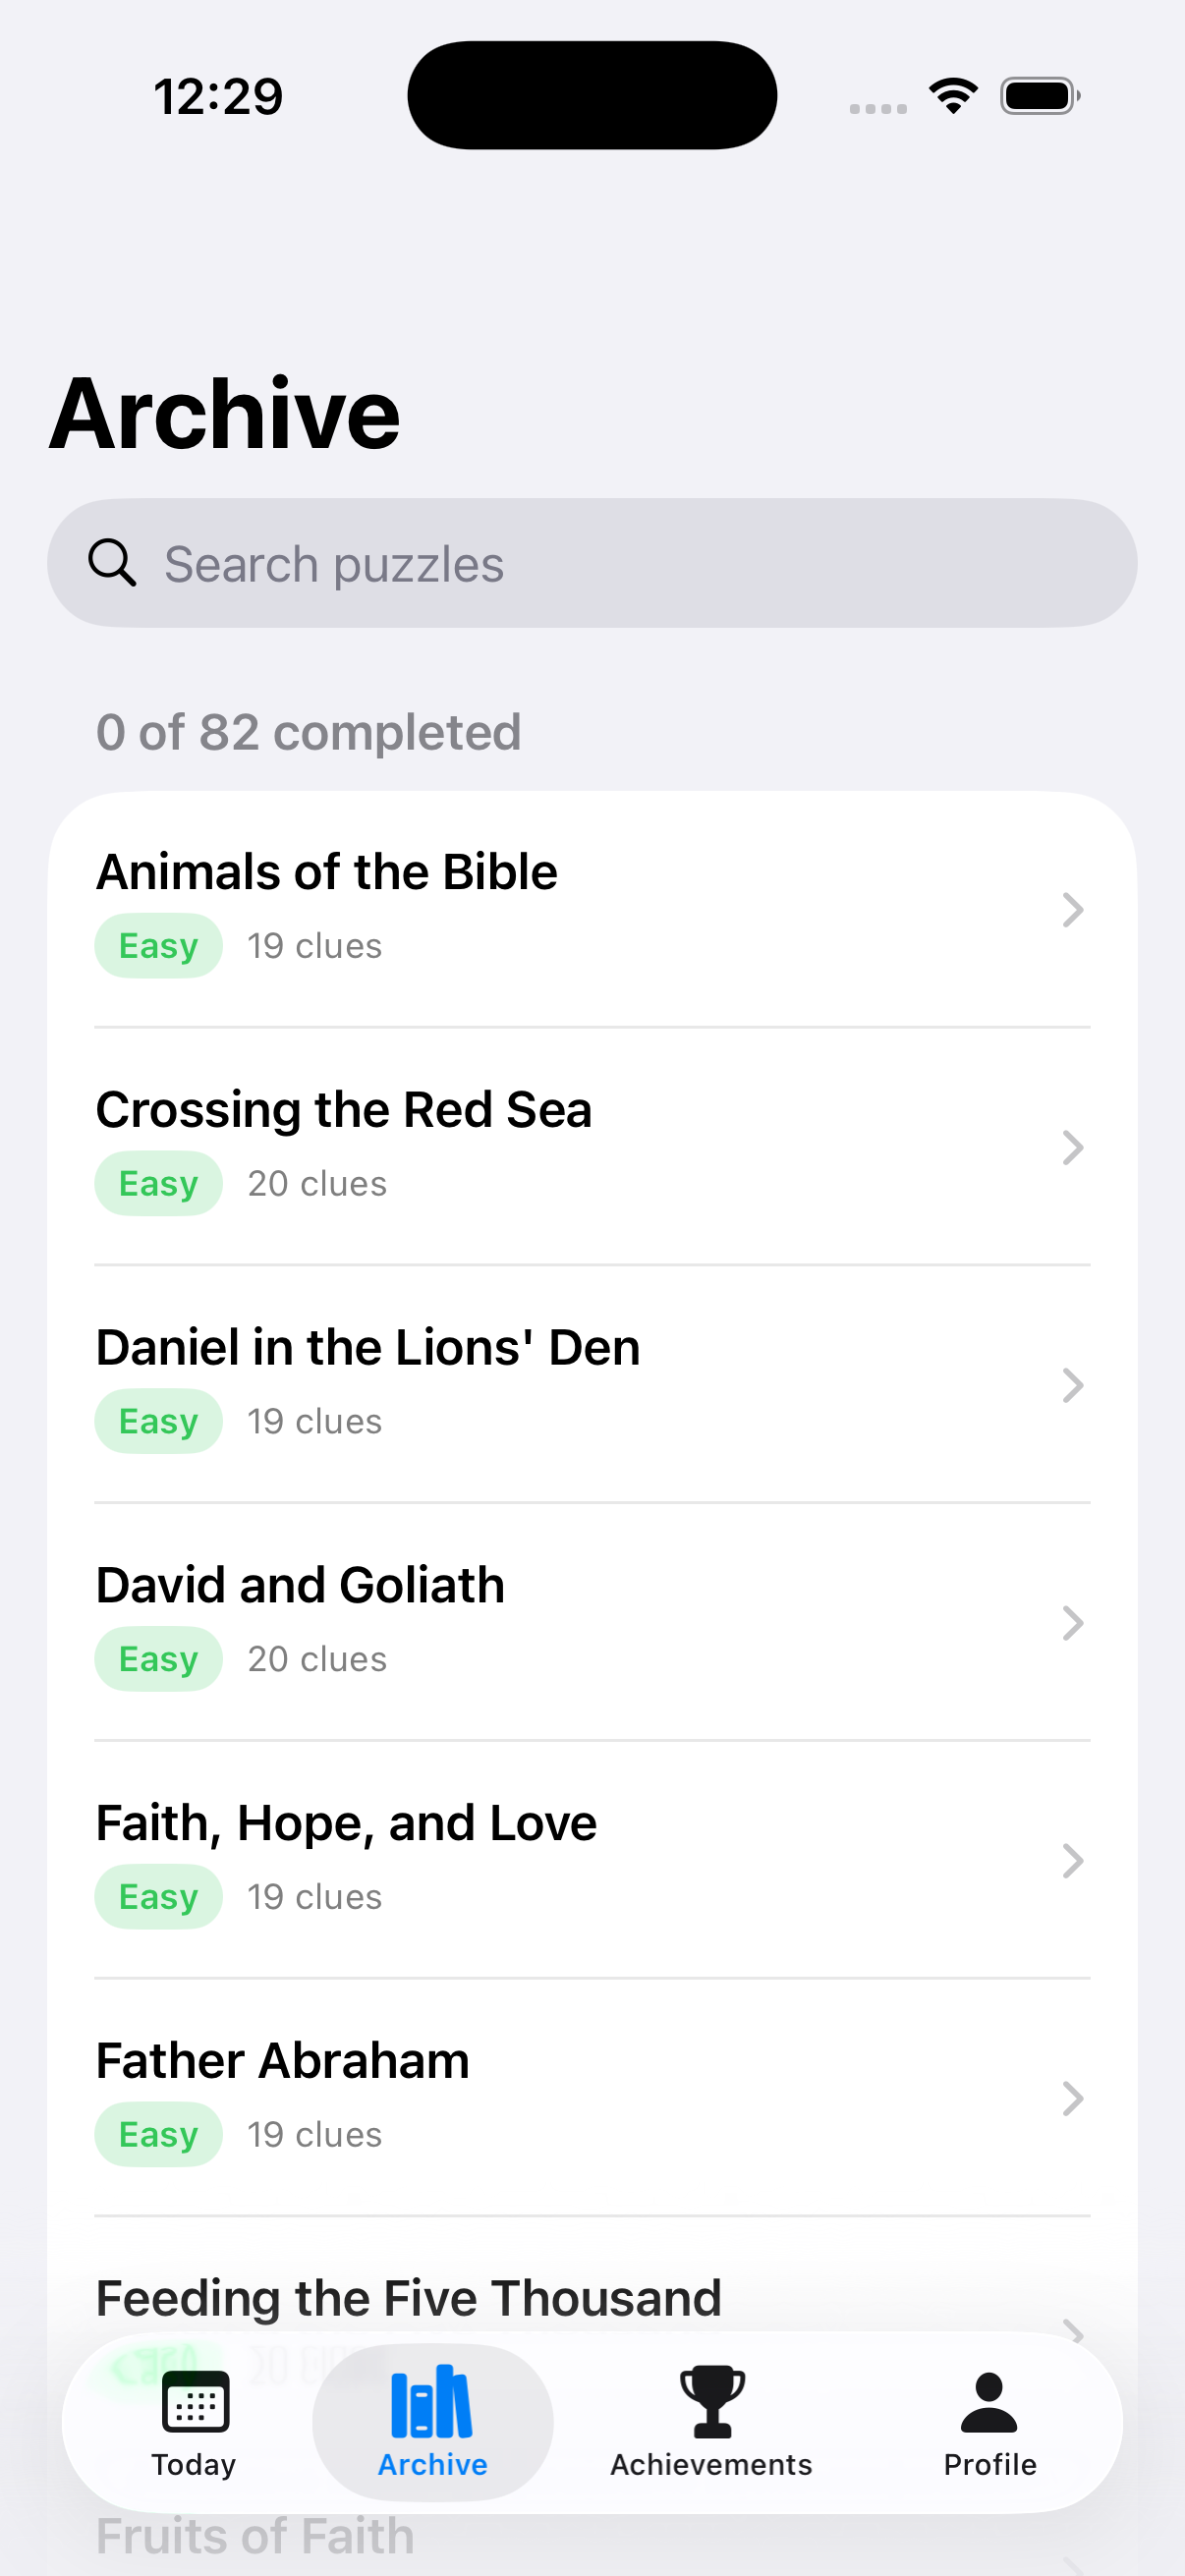 12:29
Archive
Search puzzles
0 of 82 completed
Animals of the Bible
Easy 19 clues
Crossing the Red Sea
Easy 20 clues
Daniel in the Lions' Den
Easy 19 clues
David and Goliath
Easy 20 clues
Faith, Hope, and Love
Easy 19 clues
Father Abraham
Easy 19 clues
Feeding the Five Thousand
Today Archive Achievements Profile
Fruits of Faith